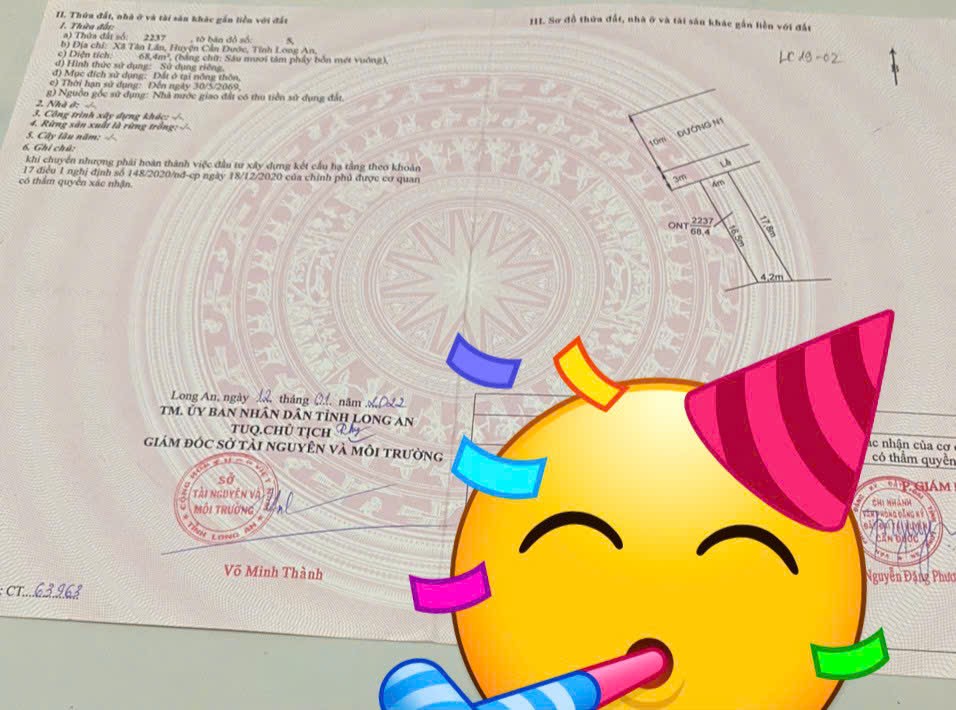 II. Thửa đất, nhà ở và tài sản khác gắn liền với đất
1. Thửa đất:
a) Thửa đất số: 2237 , tờ bản đồ số: 8,
b) Địa chỉ: Xã Tân Lân, Huyện Cần Đước, Tỉnh Long An,
c) Diện tích: 68,4m², (bằng chữ: Sáu mươi tám phẩy bốn mét vuông),
d) Hình thức sử dụng: Sử dụng riêng,
đ) Mục đích sử dụng: Đất ở tại nông thôn,
e) Thời hạn sử dụng: Đến ngày 30/5/2069,
g) Nguồn gốc sử dụng: Nhà nước giao đất có thu tiền sử dụng đất.
2. Nhà ở: -/-
3. Công trình xây dựng khác: -/-
4. Rừng sản xuất là rừng trồng: -/-
5. Cây lâu năm: -/-
6. Ghi chú:
khi chuyển nhượng phải hoàn thành việc đầu tư xây dựng kết cấu hạ tầng theo khoản
17 điều 1 nghị định số 148/2020/nđ-cp ngày 18/12/2020 của chính phủ được cơ quan
có thẩm quyền xác nhận.
III. Sơ đồ thửa đất, nhà ở và tài sản khác gắn liền với đất
LC 19-02
B
10m ĐƯỜNG N1
3m
4m
ONT 2237
68,4
16,5m
17,6m
4,2m
Long An, ngày 12 tháng 01 năm 2022
TM. ỦY BAN NHÂN DÂN TỈNH LONG AN
TUQ.CHỦ TỊCH
GIÁM ĐỐC SỞ TÀI NGUYÊN VÀ MÔI TRƯỜNG
SỞ
TÀI NGUYÊN VÀ
MÔI TRƯỜNG
TỈNH LONG AN
Võ Minh Thành
: CT...63963
ác nhận của cơ
có thẩm quyền
P.GIÁM
CHI NHÁNH
VĂN PHÒNG ĐĂNG KÝ
CẦN ĐƯỚC
Nguyễn Đặng Phươ